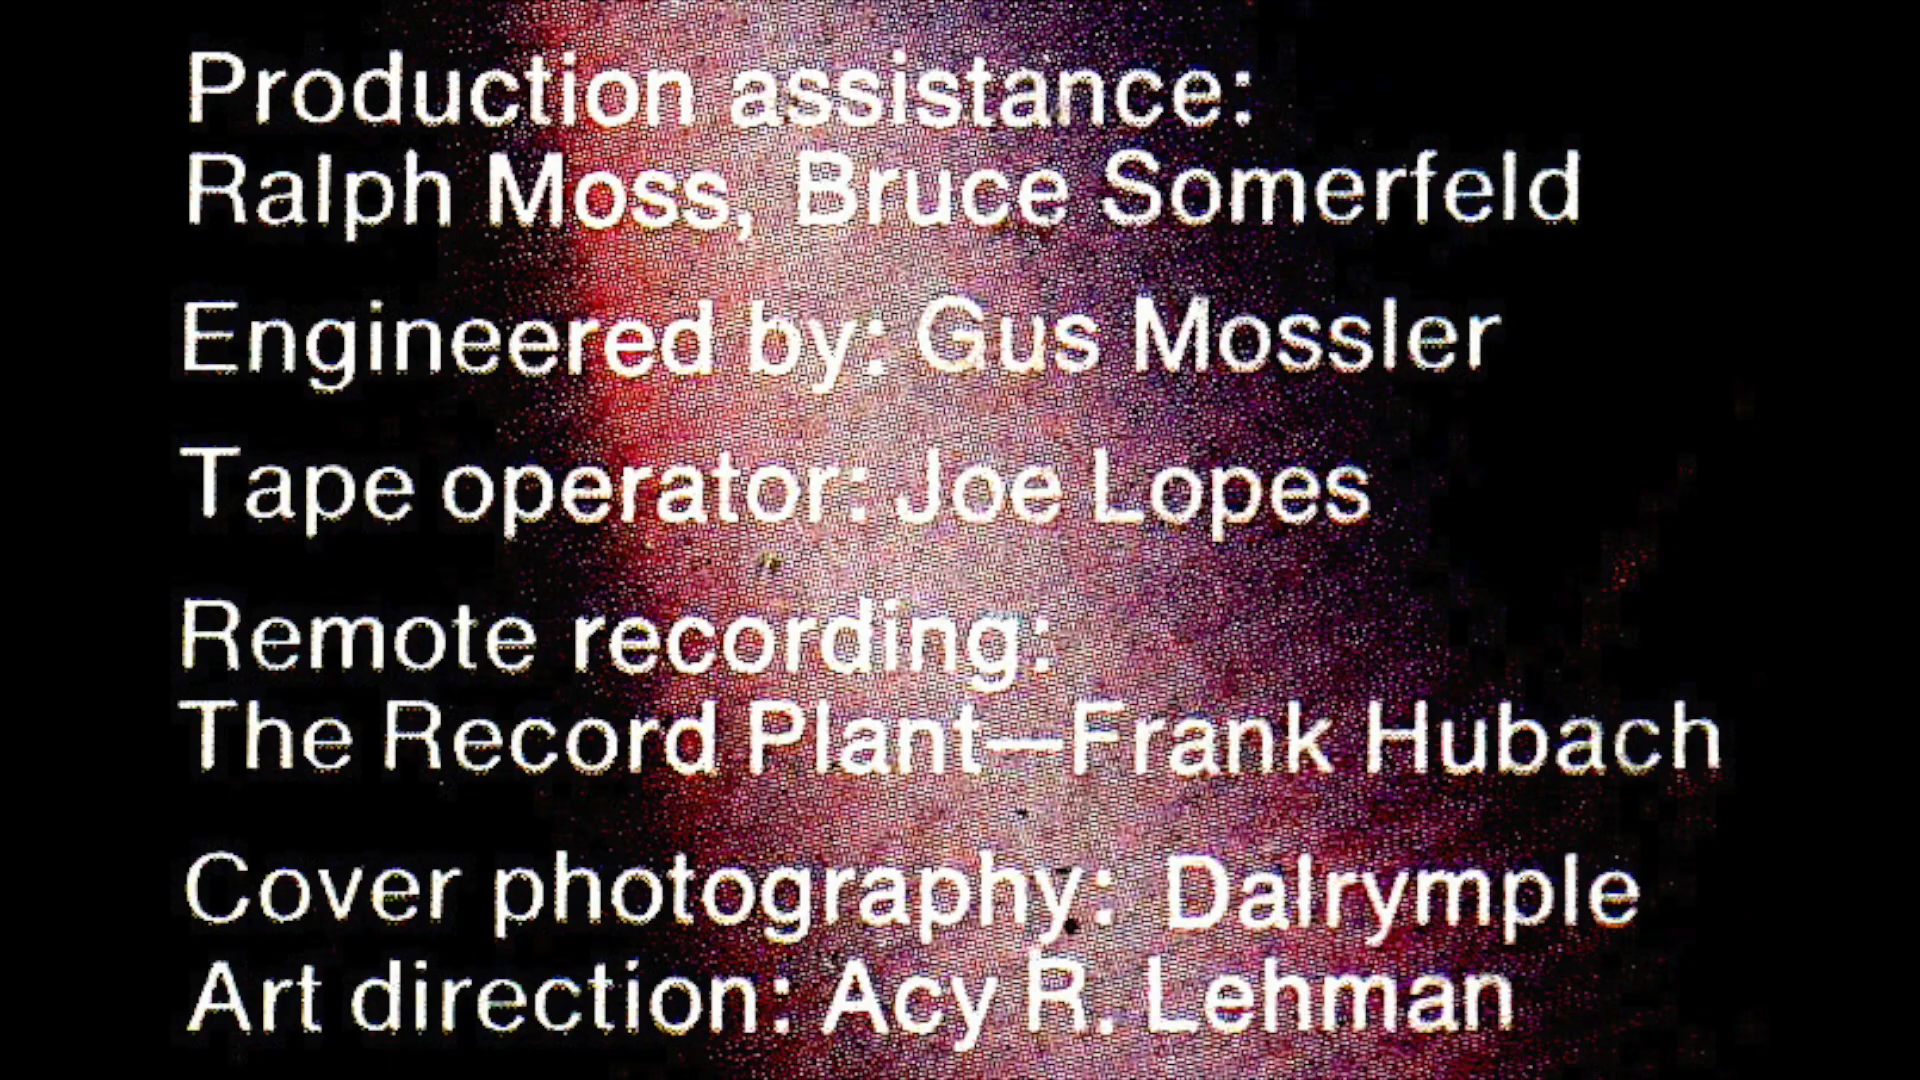 Production assistance:
Ralph Moss, Bruce Somerfeld
Engineered by: Gus Mossler
Tape operator: Joe Lopes
Remote recording:
The Record Plant—Frank Hubach
Cover photography: Dalrymple
Art direction: Acy R. Lehman